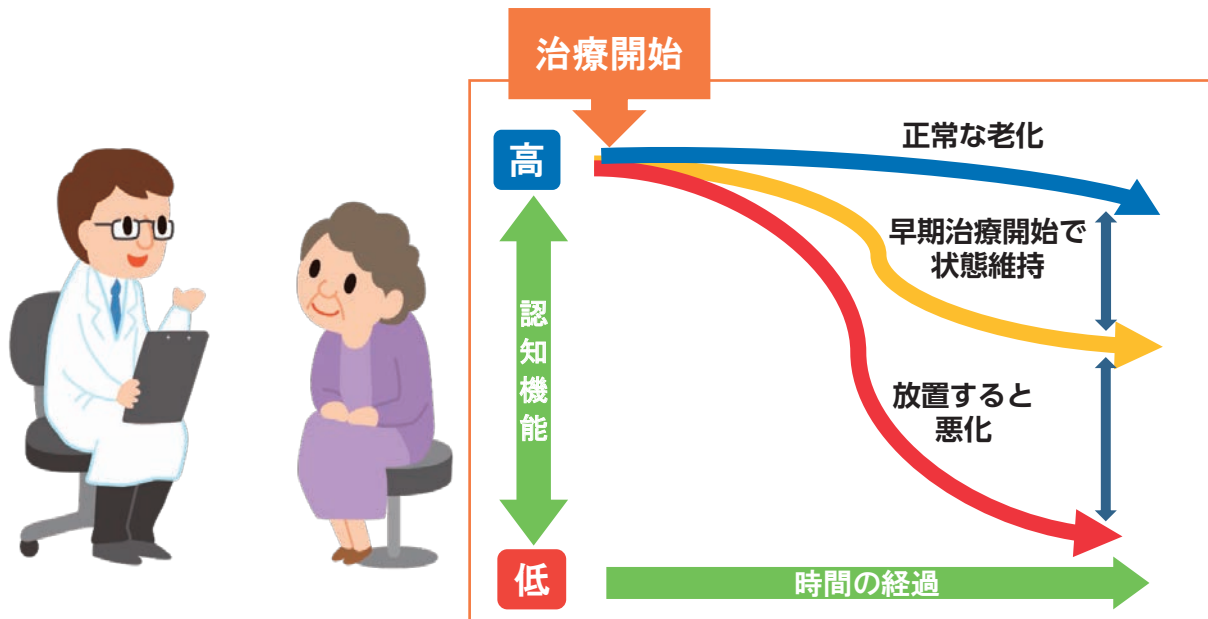 治療開始
高
正常な老化
早期治療開始で
状態維持
認知機能
放置すると
悪化
低
時間の経過